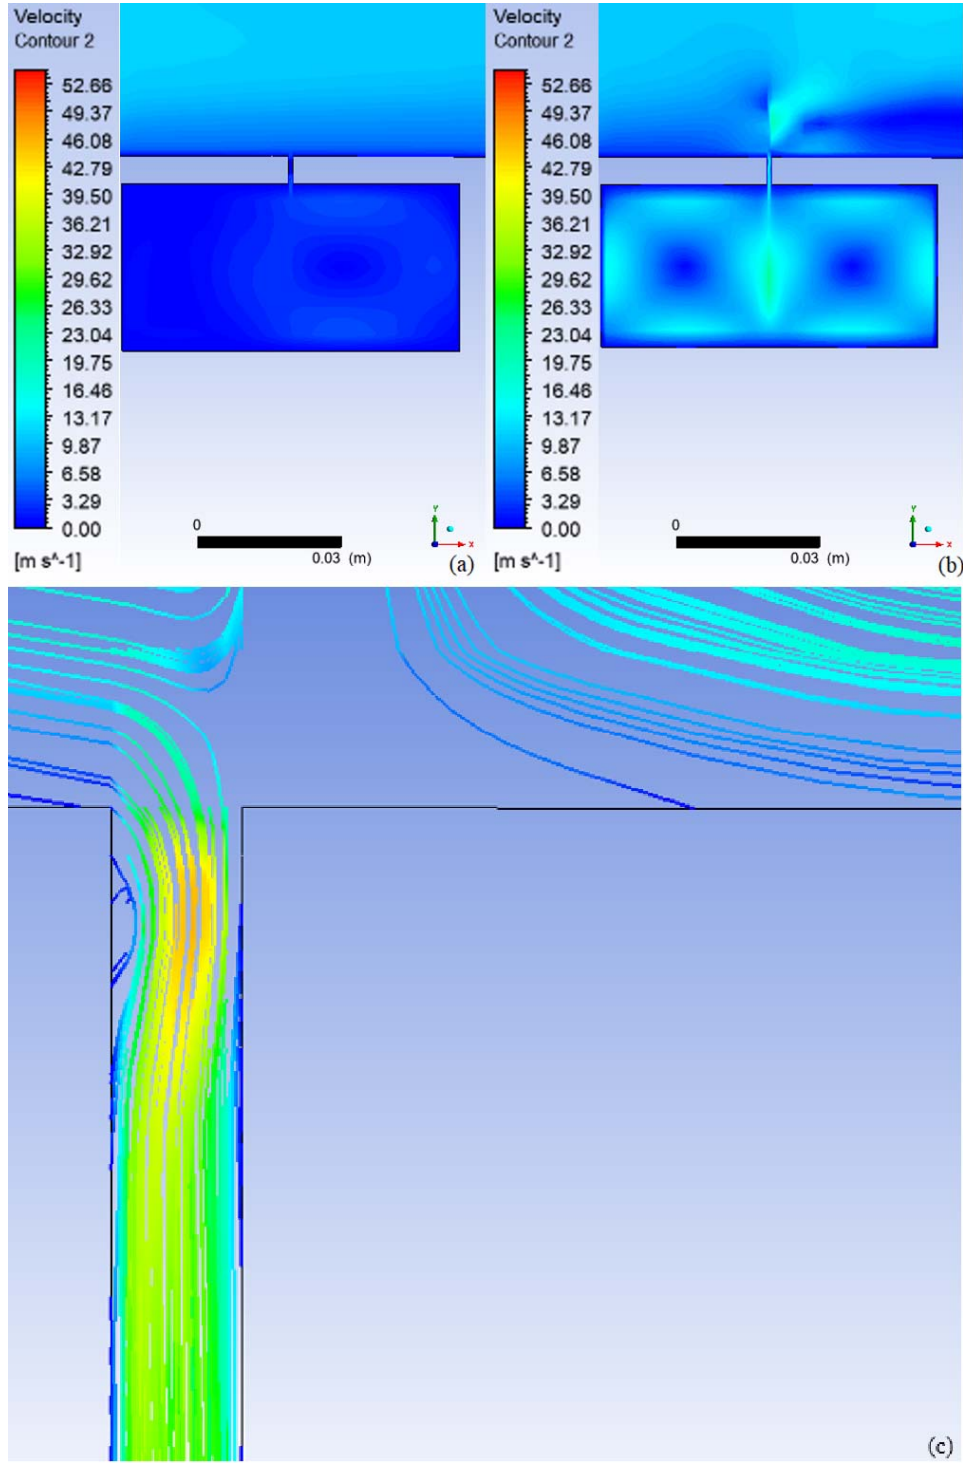 Velocity
Contour 2
52.66
49.37
46.08
42.79
39.50
36.21
32.92
29.62
26.33
23.04
19.75
16.46
13.17
9.87
6.58
3.29
0.00
[m s^-1]
0
0.03 (m)
Y
X
(a)
Velocity
Contour 2
52.66
49.37
46.08
42.79
39.50
36.21
32.92
29.62
26.33
23.04
19.75
16.46
13.17
9.87
6.58
3.29
0.00
[m s^-1]
0
0.03 (m)
Y
X
(b)
(c)